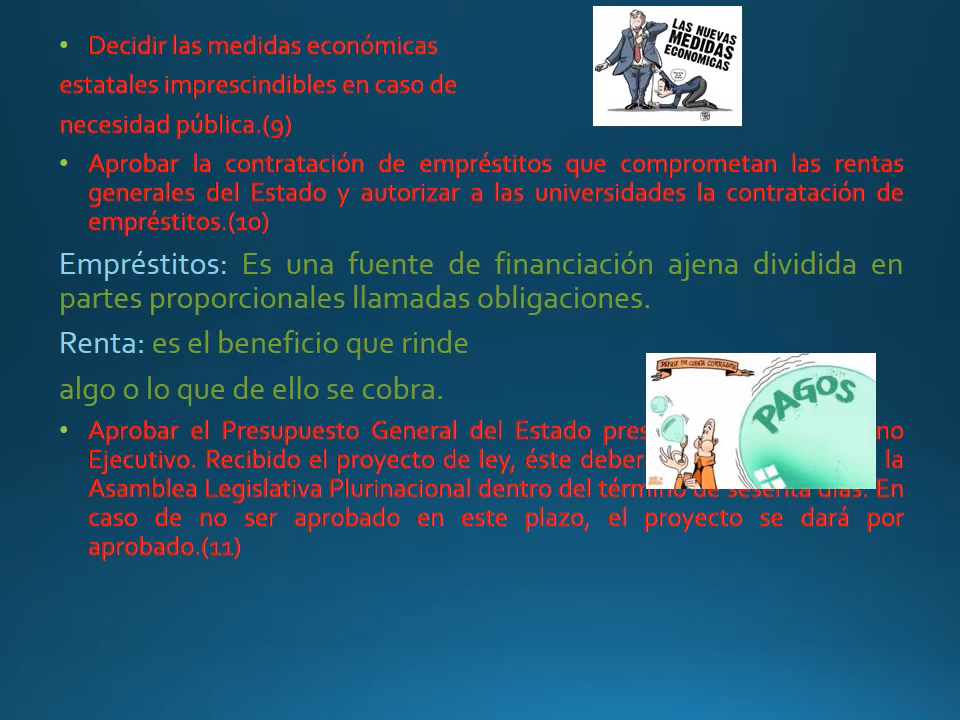 • Decidir las medidas económicas
estatales imprescindibles en caso de
necesidad pública.(9)
LAS NUEVAS
MEDIDAS
ECONOMICAS
• Aprobar la contratación de empréstitos que comprometan las rentas
generales del Estado y autorizar a las universidades la contratación de
empréstitos.(10)
Empréstitos: Es una fuente de financiación ajena dividida en
partes proporcionales llamadas obligaciones.
Renta: es el beneficio que rinde
algo o lo que de ello se cobra.
PAGOS
• Aprobar el Presupuesto General del Estado pres no
Ejecutivo. Recibido el proyecto de ley, éste deber la
Asamblea Legislativa Plurinacional dentro del término de sesenta días. En
caso de no ser aprobado en este plazo, el proyecto se dará por
aprobado.(11)